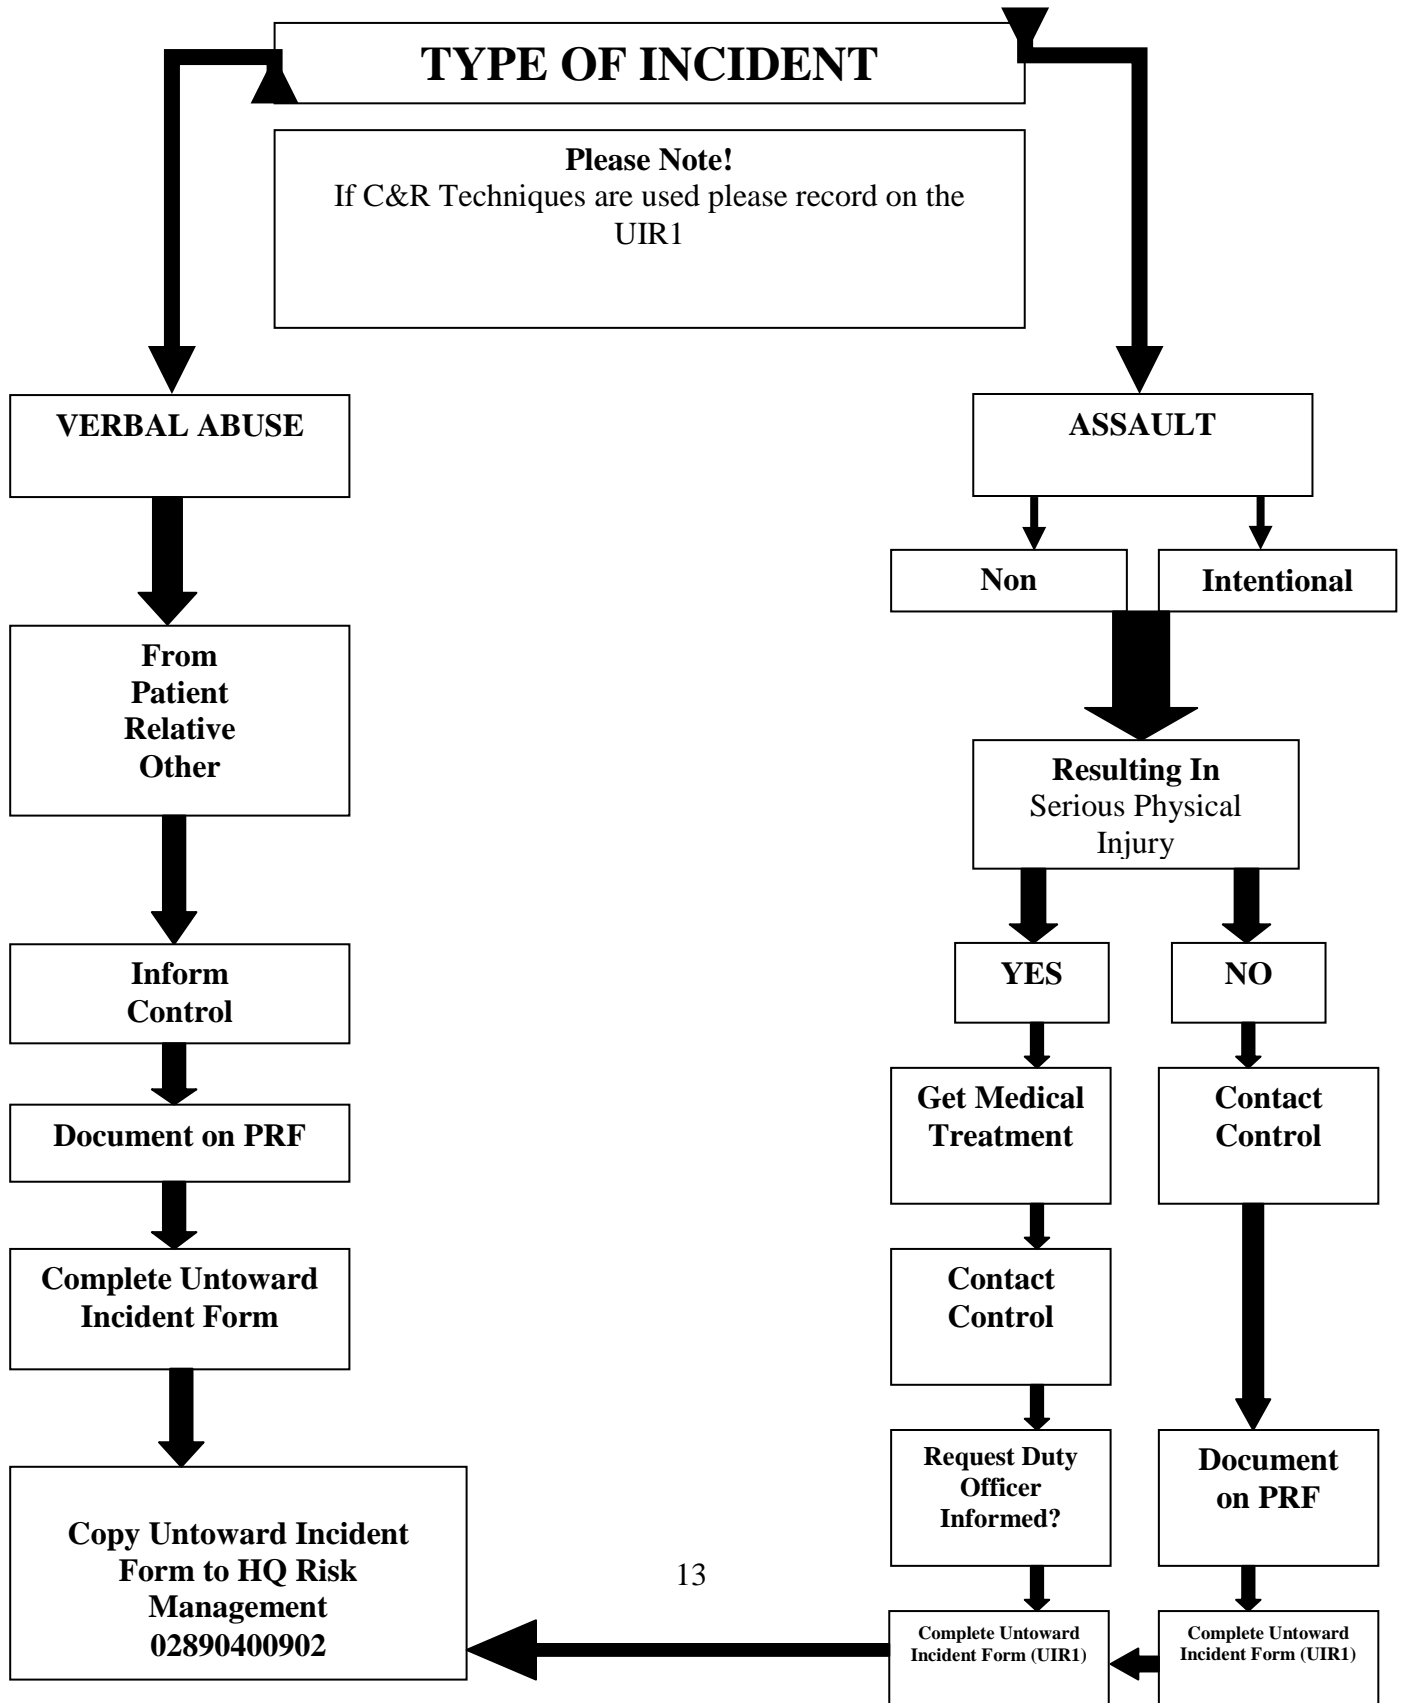 TYPE OF INCIDENT
Please Note!
If C&R Techniques are used please record on the
UIR1
VERBAL ABUSE
From
Patient
Relative
Other
Inform
Control
Document on PRF
Complete Untoward
Incident Form
Copy Untoward Incident
Form to HQ Risk
Management
02890400902
ASSAULT
Non
Intentional
Resulting In
Serious Physical
Injury
YES
NO
Get Medical
Treatment
Contact
Control
Contact
Control
Request Duty
Officer
Informed?
Document
on PRF
Complete Untoward
Incident Form (UIR1)
Complete Untoward
Incident Form (UIR1)
13